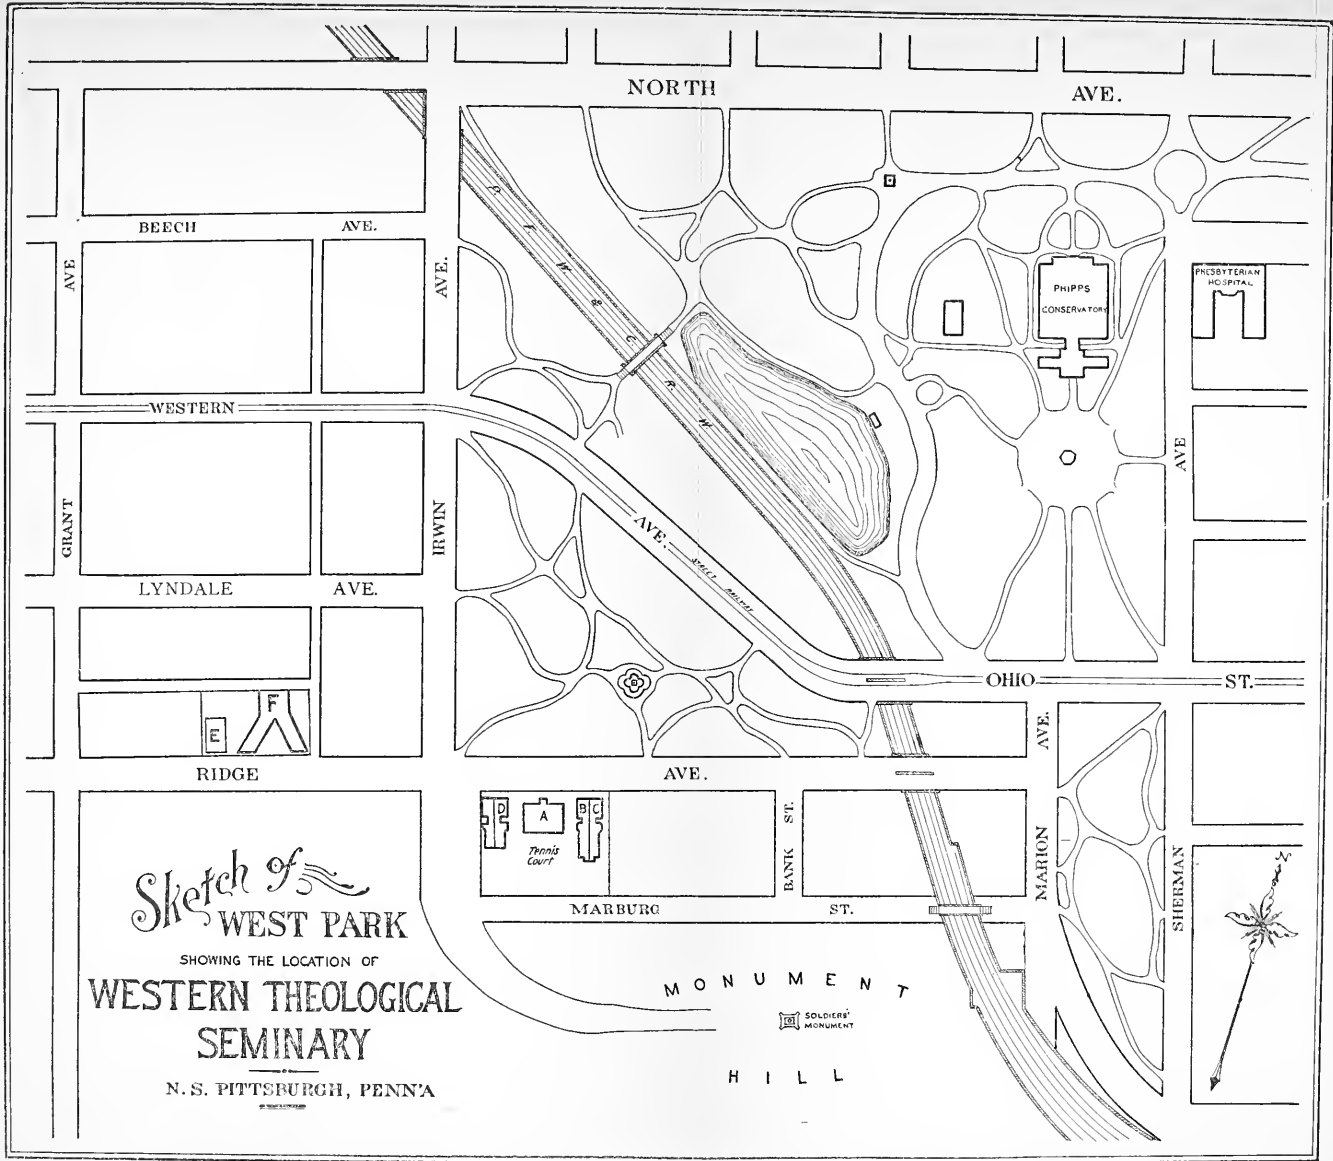 NORTH AVE.
BEECH AVE.
AVE
AVE.
P. F. W. & C. R. W.
PHIPPS
CONSERVATORY
PRESBYTERIAN
HOSPITAL
WESTERN AVE.
STREET RAILWAY
GRANT
IRWIN
AVE
LYNDALE AVE.
OHIO ST.
E
F
AVE.
RIDGE AVE.
D
A
B
C
Tennis
Court
BANK ST.
MARION
SHERMAN
MARBURG ST.
N
Sketch of
WEST PARK
SHOWING THE LOCATION OF
WESTERN THEOLOGICAL
SEMINARY
N. S. PITTSBURGH, PENN'A
MONUMENT
SOLDIERS'
MONUMENT
HILL